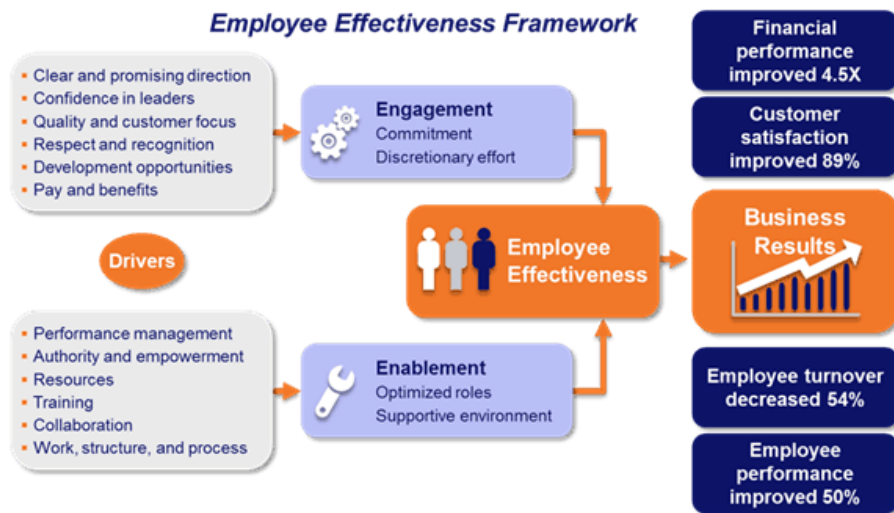 Employee Effectiveness Framework
Clear and promising direction
Confidence in leaders
Quality and customer focus
Respect and recognition
Development opportunities
Pay and benefits
Engagement
Commitment
Discretionary effort
Drivers
Performance management
Authority and empowerment
Resources
Training
Collaboration
Work, structure, and process
Enablement
Optimized roles
Supportive environment
Employee
Effectiveness
Financial
performance
improved 4.5X
Customer
satisfaction
improved 89%
Business
Results
Employee turnover
decreased 54%
Employee
performance
improved 50%